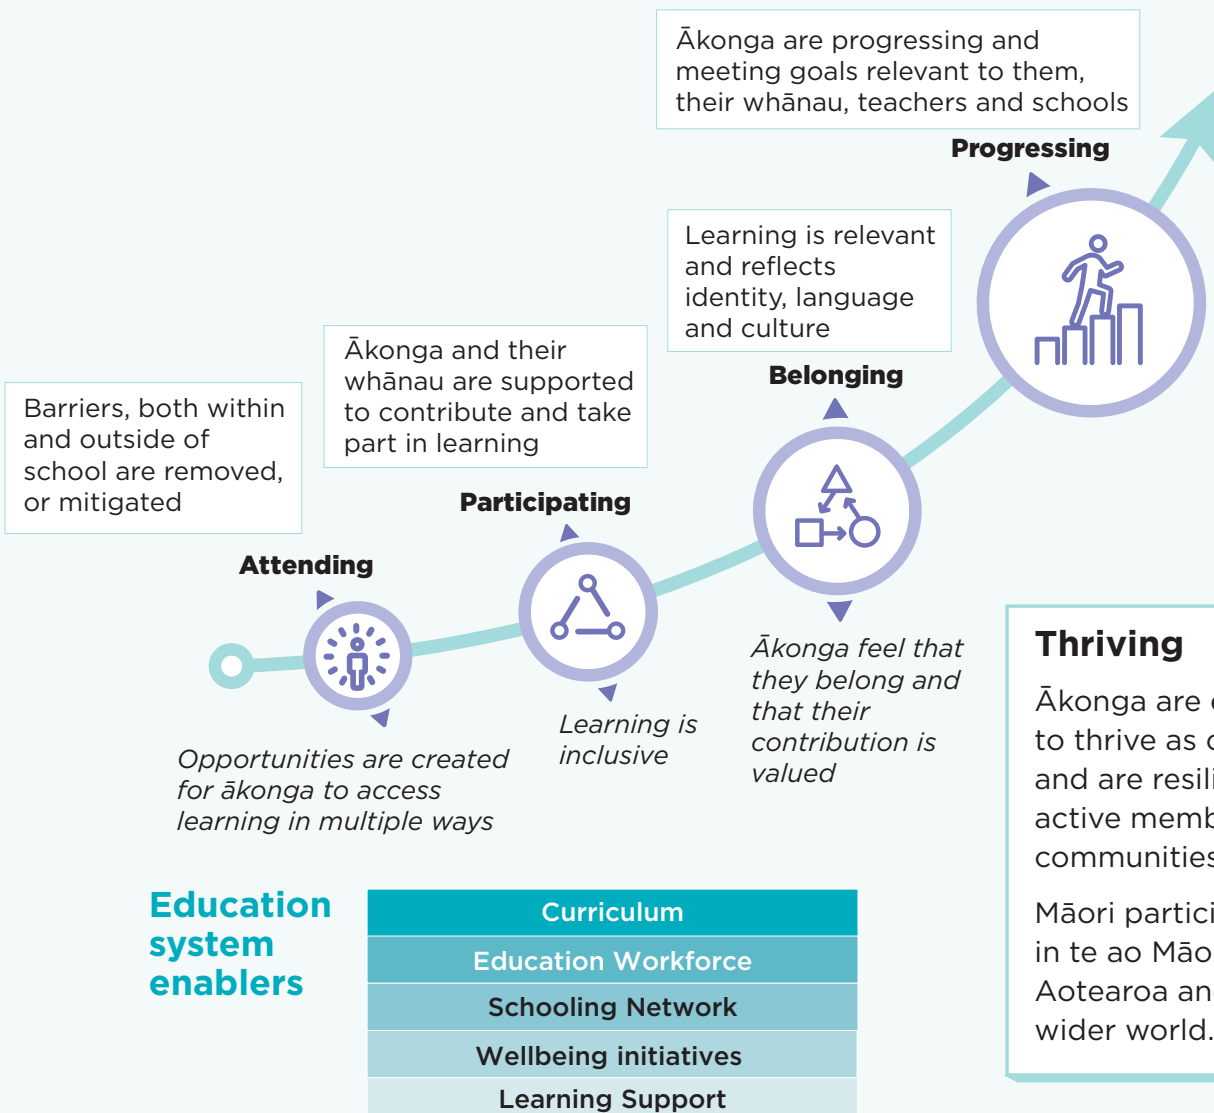 Ākonga are progressing and
meeting goals relevant to them,
their whānau, teachers and schools
Progressing
Learning is relevant
and reflects
identity, language
and culture
Belonging
Ākonga and their
whānau are supported
to contribute and take
part in learning
Participating
Barriers, both within
and outside of
school are removed,
or mitigated
Attending
Opportunities are created
for ākonga to access
learning in multiple ways
Learning is
inclusive
Ākonga feel that
they belong and
that their
contribution is
valued
Thriving
Ākonga are
to thrive as
and are
active
communities
Māori
in te ao
Aotearoa
wider world.
Education
system
enablers
Curriculum
Education Workforce
Schooling Network
Wellbeing initiatives
Learning Support